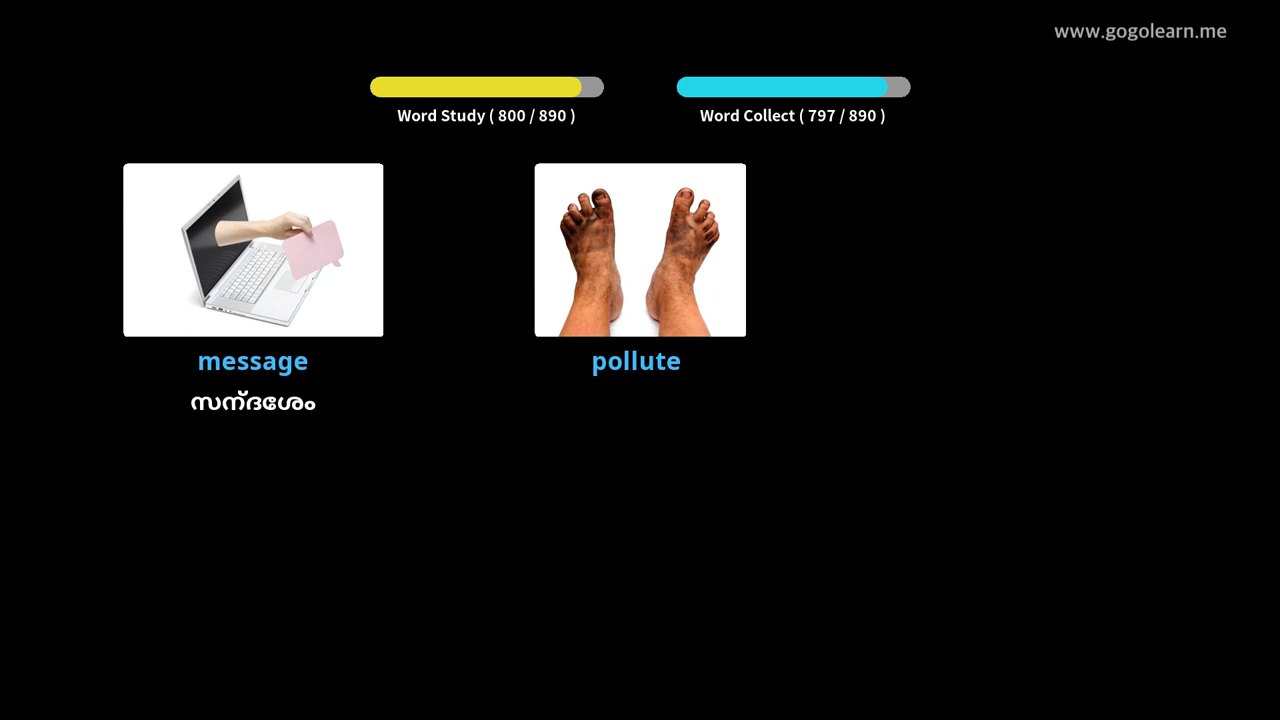 www.gogolearn.me
Word Study ( 800 / 890 )
Word Collect ( 797 / 890 )
message
pollute
സന്ദേശം